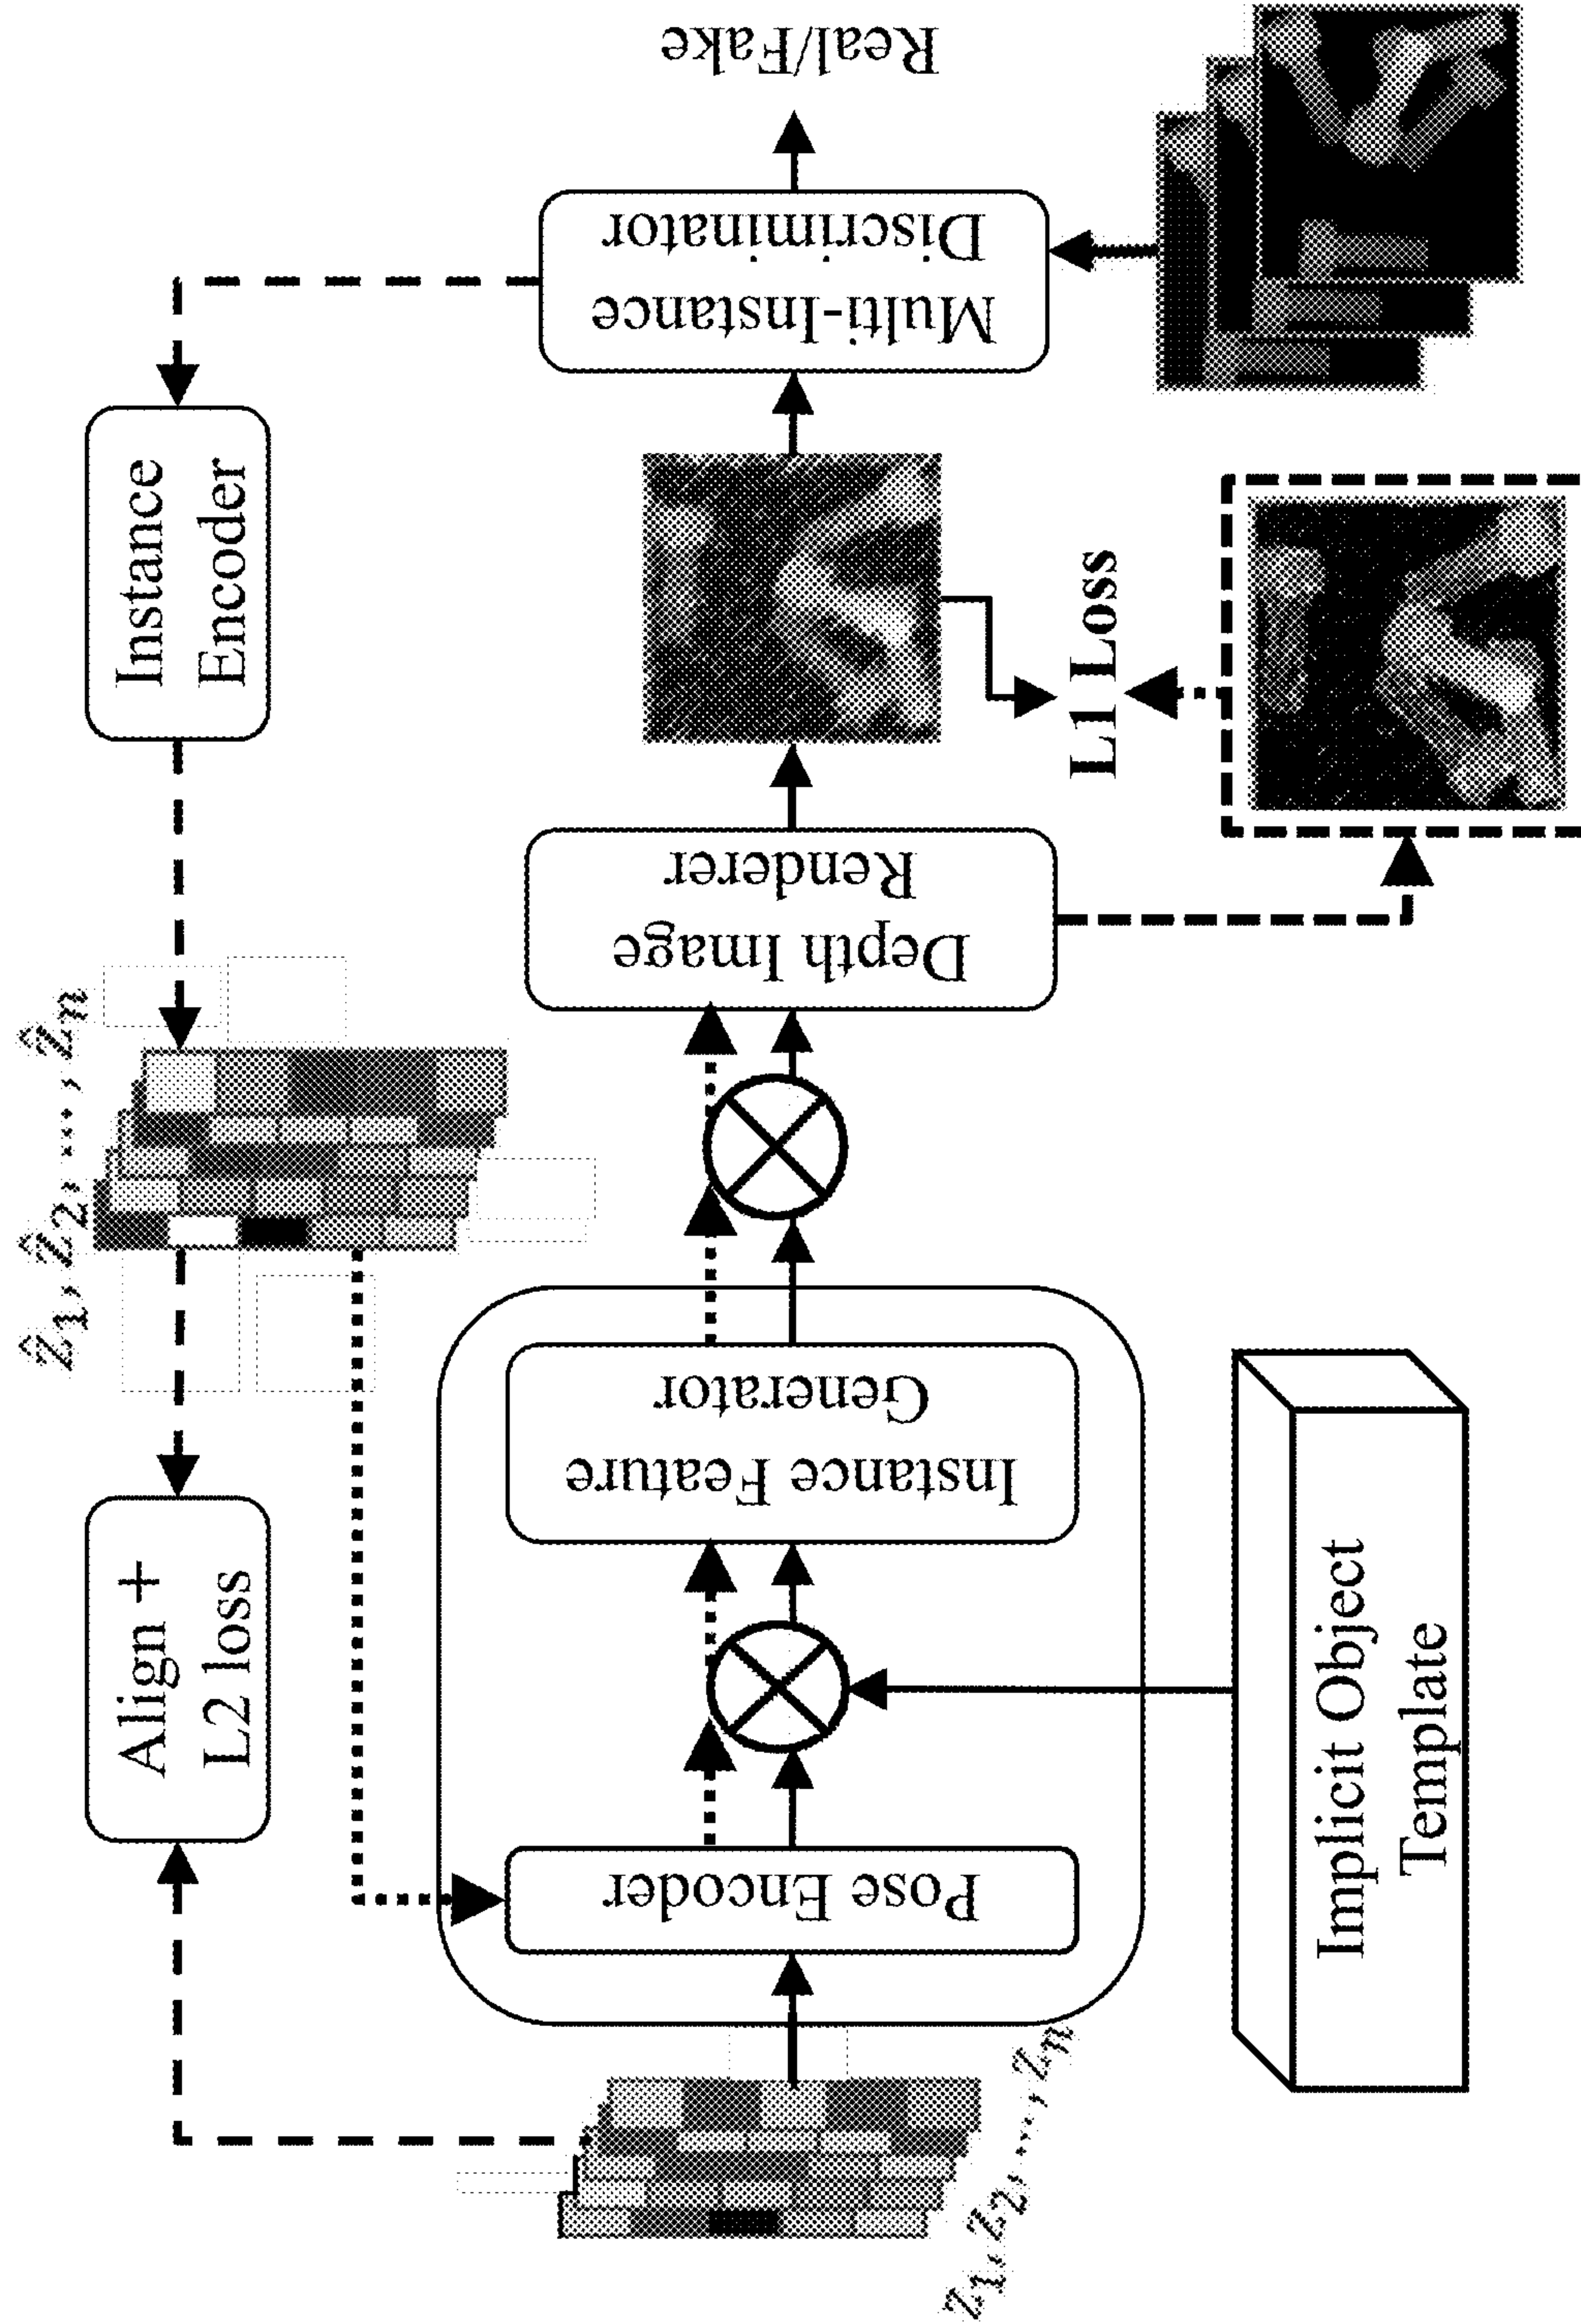 ẑ₁, ẑ₂, ..., ẑₙ
Align +
L2 loss
Instance
Encoder
z₁, z₂, ..., zₙ
Pose Encoder
Instance Feature
Generator
Depth Image
Renderer
Multi-Instance
Discriminator
Real/Fake
L1 Loss
Implicit Object
Template